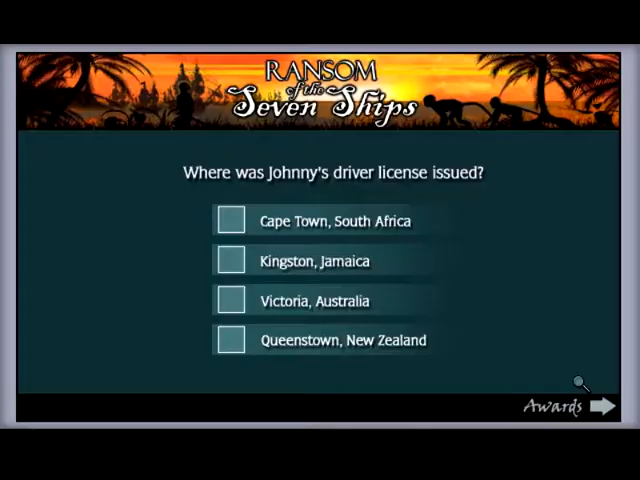 RANSOM
of the
Seven Ships
Where was Johnny's driver license issued?
Cape Town, South Africa
Kingston, Jamaica
Victoria, Australia
Queenstown, New Zealand
Awards